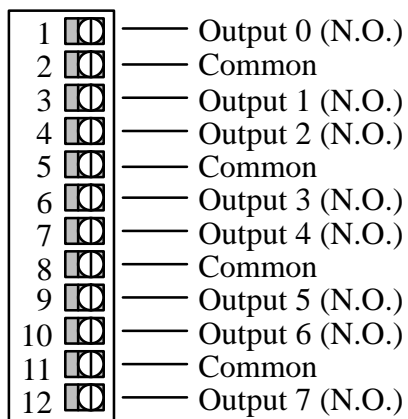 1 Output 0 (N.O.)
2 Common
3 Output 1 (N.O.)
4 Output 2 (N.O.)
5 Common
6 Output 3 (N.O.)
7 Output 4 (N.O.)
8 Common
9 Output 5 (N.O.)
10 Output 6 (N.O.)
11 Common
12 Output 7 (N.O.)